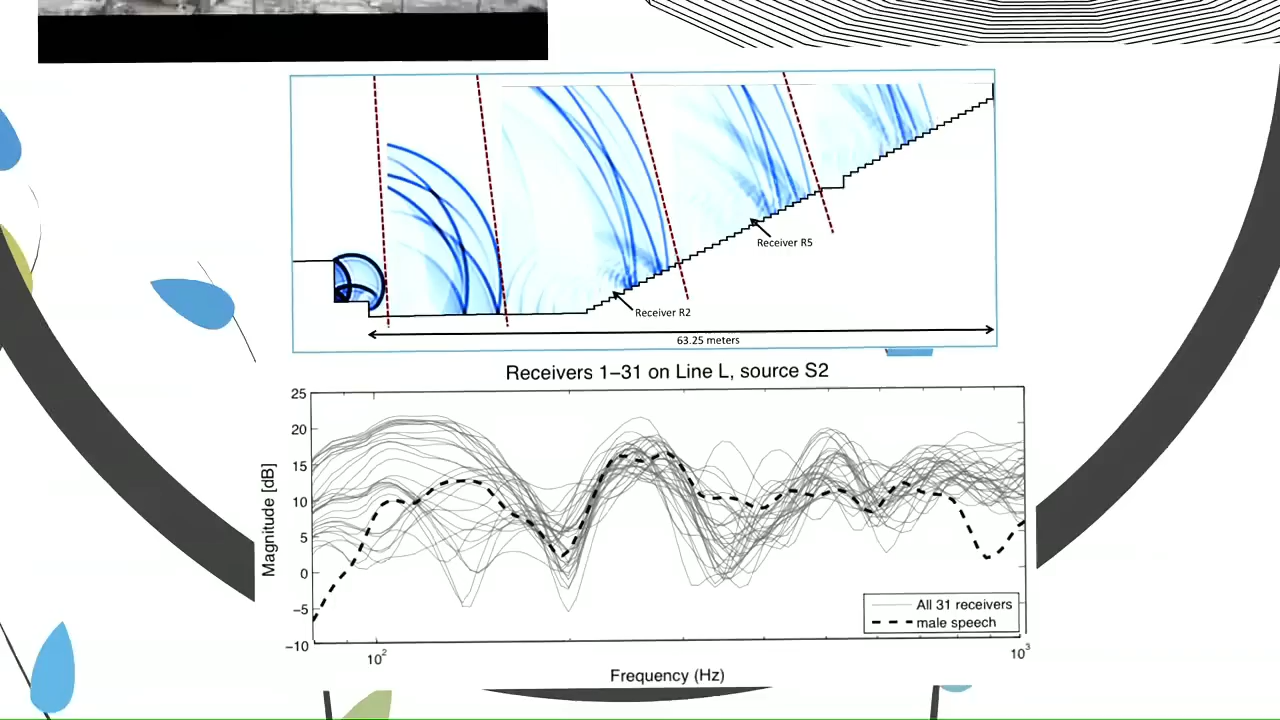 Receiver R5
Receiver R2
63.25 meters
Receivers 1–31 on Line L, source S2
Magnitude [dB]
25
20
15
10
5
0
−5
−10
10²
10³
All 31 receivers
male speech
Frequency (Hz)